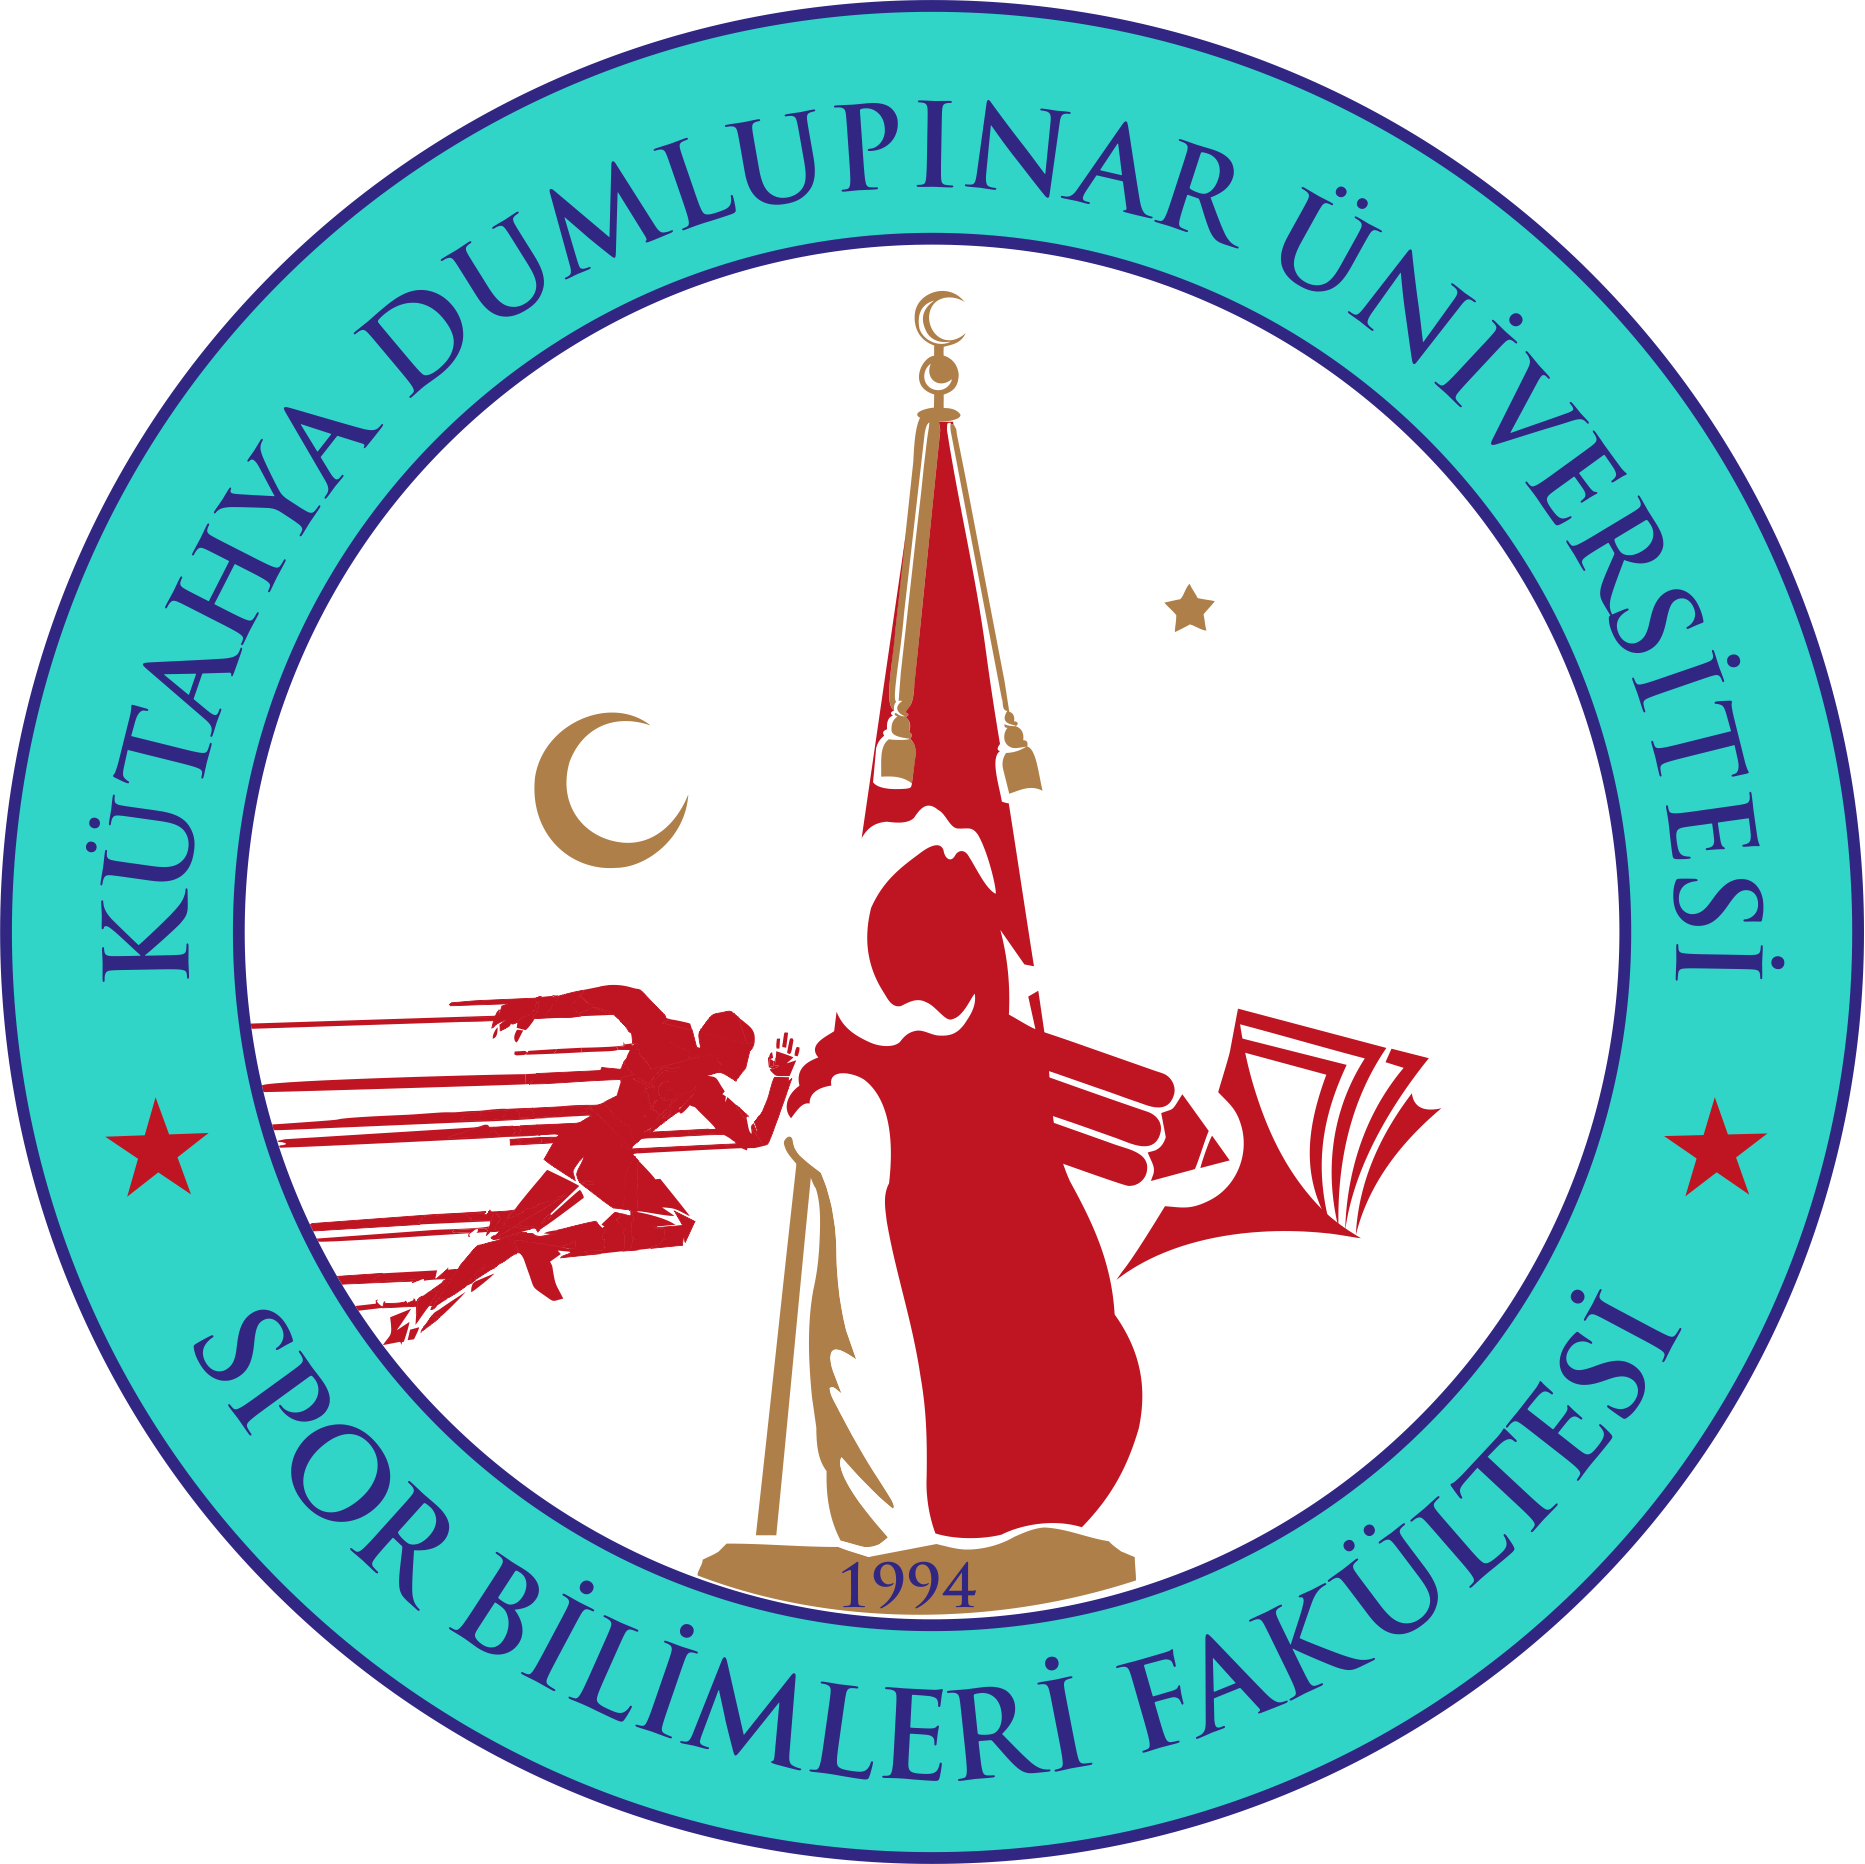 KÜTAHYA DUMLUPINAR ÜNİVERSİTESİ
1994
SPOR BİLİMLERİ FAKÜLTESİ